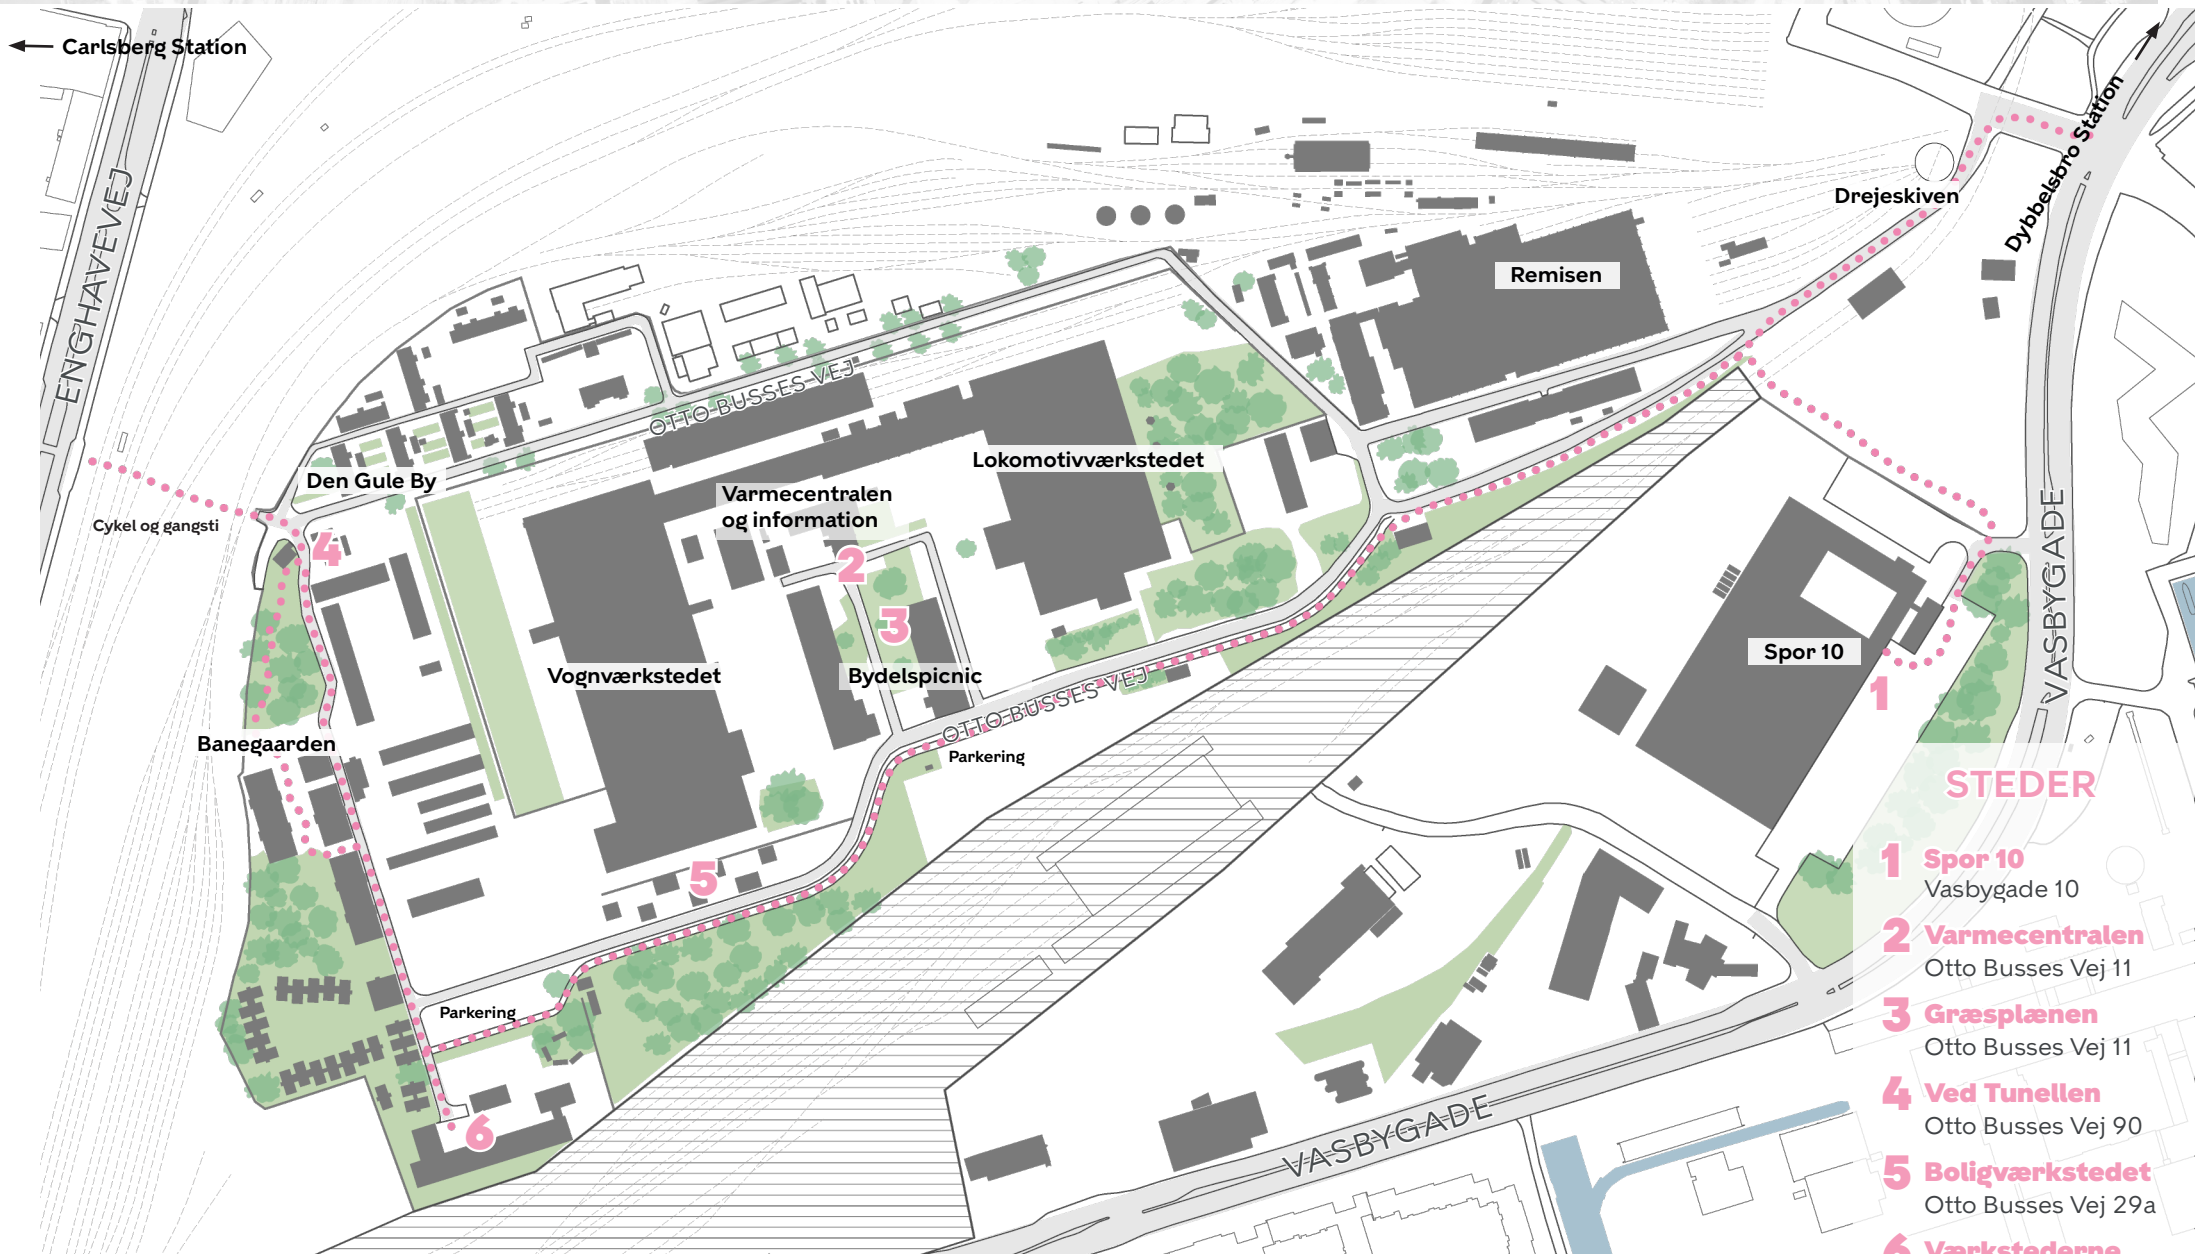 Carlsberg Station
Dybbelsbro Station
ENGHAVEVEJ
Drejeskiven
Remisen
OTTO BUSSES VEJ
Lokomotivværkstedet
Den Gule By
Varmecentralen
og information
Cykel og gangsti
4
2
3
VASBYGADE
Spor 10
Vognværkstedet
Bydelspicnic
1
OTTO BUSSES VEJ
Banegaarden
Parkering
5
Parkering
6
VASBYGADE
STEDER
1 Spor 10
Vasbygade 10
2 Varmecentralen
Otto Busses Vej 11
3 Græsplænen
Otto Busses Vej 11
4 Ved Tunellen
Otto Busses Vej 90
5 Boligværkstedet
Otto Busses Vej 29a
6 Værkstederne